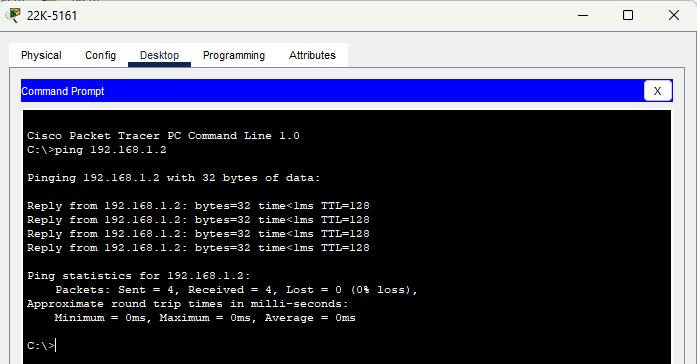 22K-5161
Physical Config Desktop Programming Attributes
Command Prompt X
Cisco Packet Tracer PC Command Line 1.0
C:\>ping 192.168.1.2
Pinging 192.168.1.2 with 32 bytes of data:
Reply from 192.168.1.2: bytes=32 time<1ms TTL=128
Reply from 192.168.1.2: bytes=32 time<1ms TTL=128
Reply from 192.168.1.2: bytes=32 time<1ms TTL=128
Reply from 192.168.1.2: bytes=32 time<1ms TTL=128
Ping statistics for 192.168.1.2:
Packets: Sent = 4, Received = 4, Lost = 0 (0% loss),
Approximate round trip times in milli-seconds:
Minimum = 0ms, Maximum = 0ms, Average = 0ms
C:\>